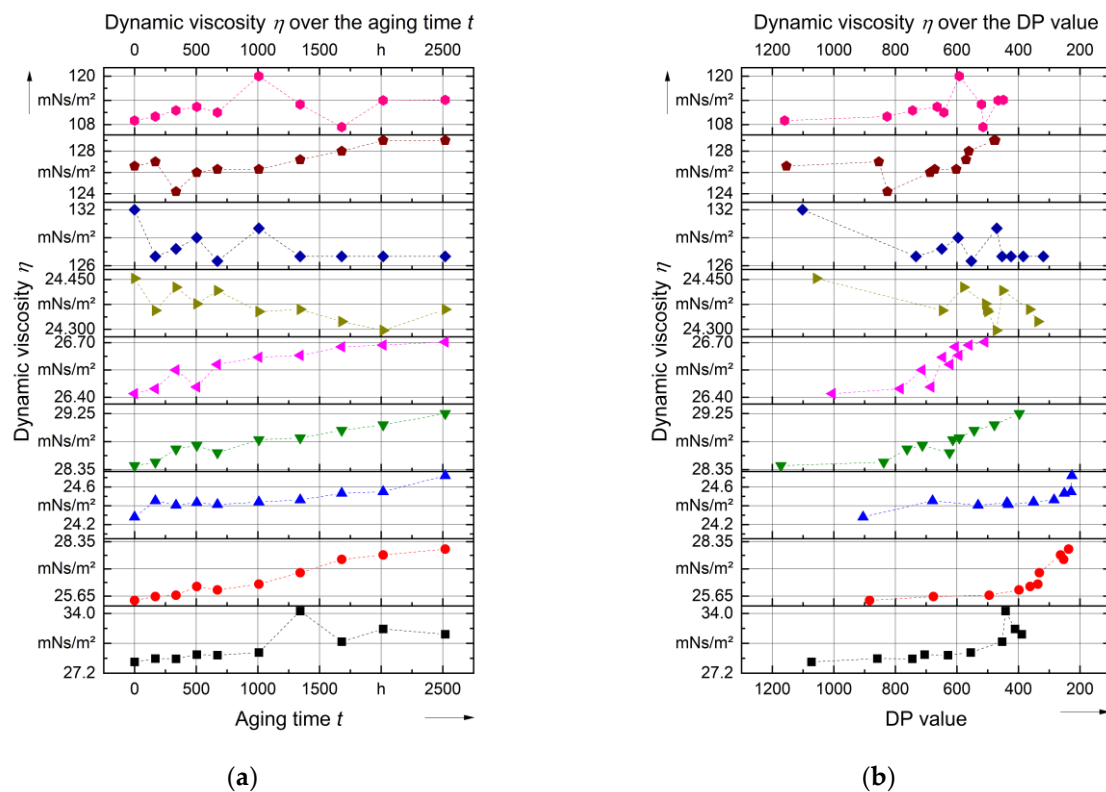 Dynamic viscosity η over the aging time t
0 500 1000 1500 h 2500
120
mNs/m²
108
128
mNs/m²
124
132
mNs/m²
126
24.450
mNs/m²
24.300
26.70
mNs/m²
26.40
29.25
mNs/m²
28.35
24.6
mNs/m²
24.2
28.35
mNs/m²
25.65
34.0
mNs/m²
27.2
0 500 1000 1500 h 2500
Dynamic viscosity η
Aging time t
(a)
Dynamic viscosity η over the DP value
1200 1000 800 600 400 200
120
mNs/m²
108
128
mNs/m²
124
132
mNs/m²
126
24.450
mNs/m²
24.300
26.70
mNs/m²
26.40
29.25
mNs/m²
28.35
24.6
mNs/m²
24.2
28.35
mNs/m²
25.65
34.0
mNs/m²
27.2
1200 1000 800 600 400 200
Dynamic viscosity η
DP value
(b)